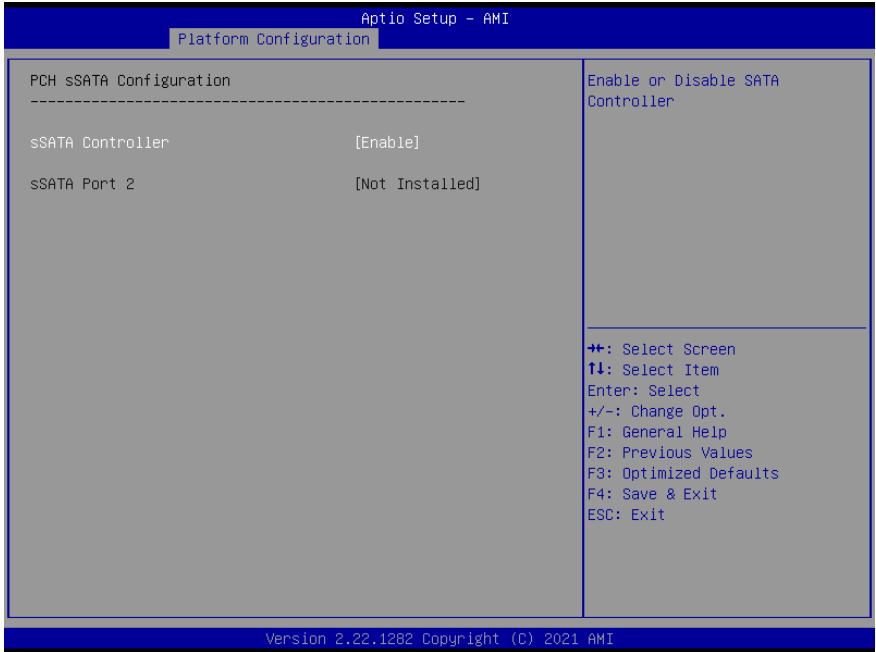 Aptio Setup – AMI
Platform Configuration
PCH sSATA Configuration
--------------------------------------------------
sSATA Controller [Enable]
sSATA Port 2 [Not Installed]
Enable or Disable SATA
Controller
→←: Select Screen
↑↓: Select Item
Enter: Select
+/-: Change Opt.
F1: General Help
F2: Previous Values
F3: Optimized Defaults
F4: Save & Exit
ESC: Exit
Version 2.22.1282 Copyright (C) 2021 AMI